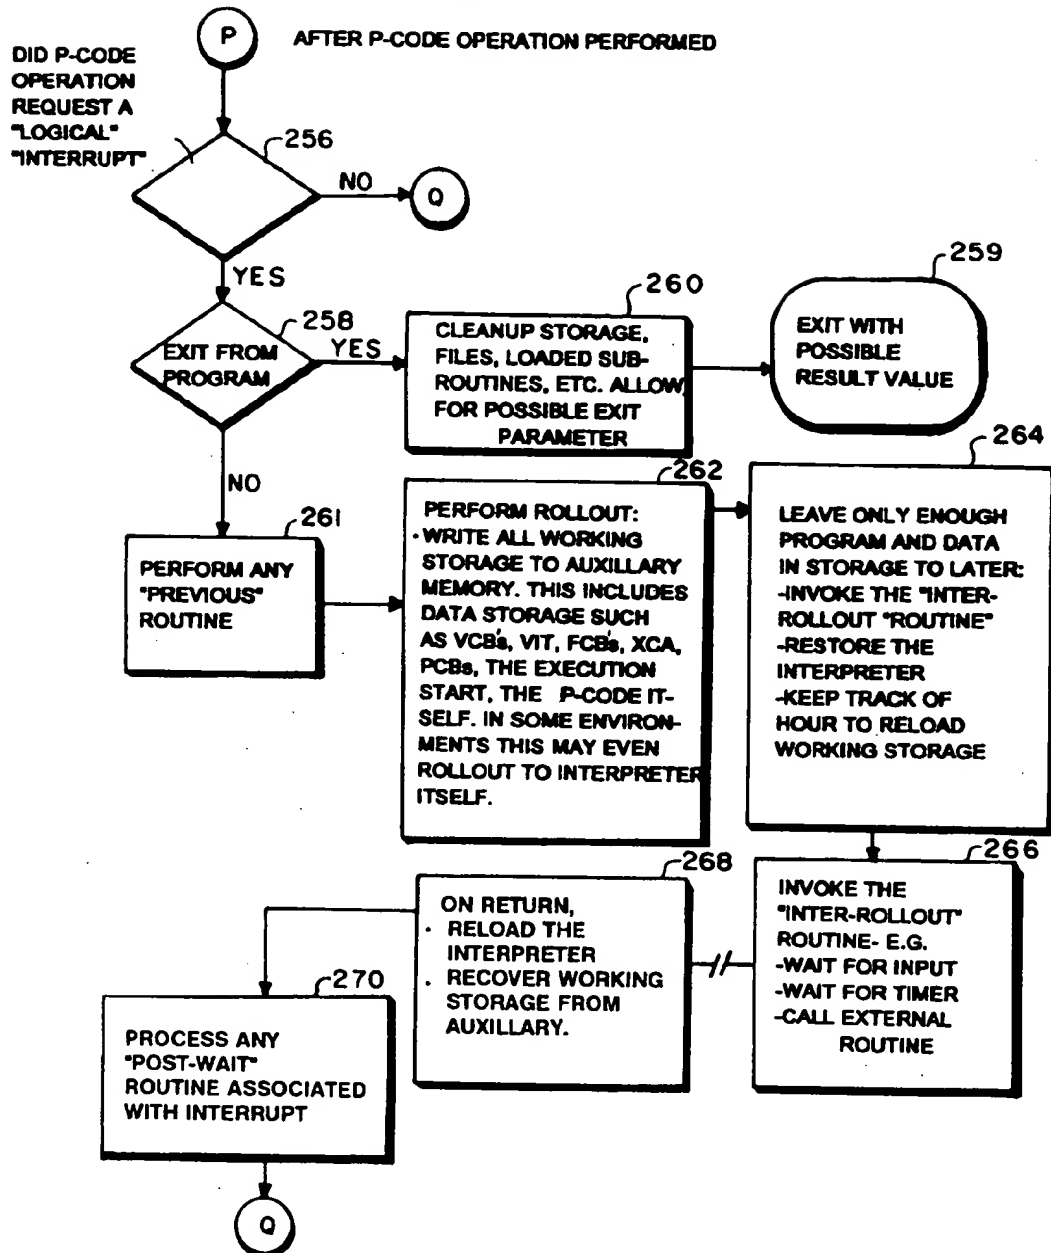 P
AFTER P-CODE OPERATION PERFORMED
DID P-CODE
OPERATION
REQUEST A
"LOGICAL"
"INTERRUPT"
256
NO
Q
YES
258
EXIT FROM
PROGRAM
YES
260
CLEANUP STORAGE,
FILES, LOADED SUB-
ROUTINES, ETC. ALLOW
FOR POSSIBLE EXIT
PARAMETER
259
EXIT WITH
POSSIBLE
RESULT VALUE
NO
261
PERFORM ANY
"PREVIOUS"
ROUTINE
262
PERFORM ROLLOUT:
· WRITE ALL WORKING
STORAGE TO AUXILLARY
MEMORY. THIS INCLUDES
DATA STORAGE SUCH
AS VCB's, VIT, FCB's, XCA,
PCBs, THE EXECUTION
START, THE P-CODE IT-
SELF. IN SOME ENVIRON-
MENTS THIS MAY EVEN
ROLLOUT TO INTERPRETER
ITSELF.
264
LEAVE ONLY ENOUGH
PROGRAM AND DATA
IN STORAGE TO LATER:
-INVOKE THE "INTER-
ROLLOUT "ROUTINE"
-RESTORE THE
INTERPRETER
-KEEP TRACK OF
HOUR TO RELOAD
WORKING STORAGE
266
INVOKE THE
"INTER-ROLLOUT"
ROUTINE- E.G.
-WAIT FOR INPUT
-WAIT FOR TIMER
-CALL EXTERNAL
ROUTINE
268
ON RETURN,
· RELOAD THE
INTERPRETER
· RECOVER WORKING
STORAGE FROM
AUXILLARY.
270
PROCESS ANY
"POST-WAIT"
ROUTINE ASSOCIATED
WITH INTERRUPT
Q